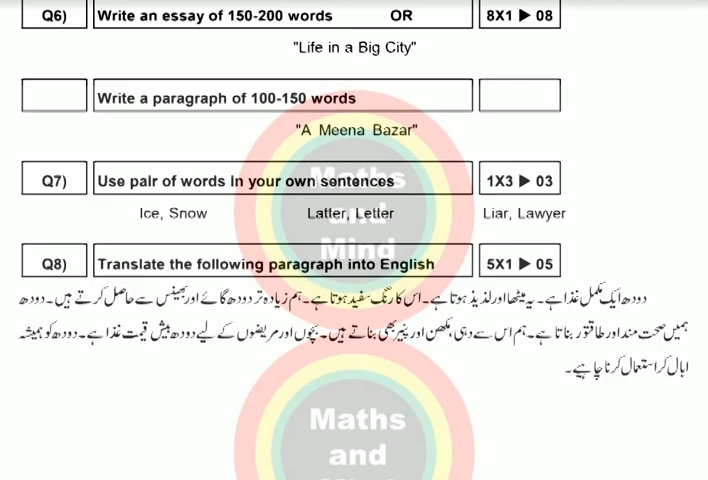 Q6) Write an essay of 150-200 words OR 8X1 ▶ 08
"Life in a Big City"
Write a paragraph of 100-150 words
"A Meena Bazar"
Q7) Use pair of words in your own sentences 1X3 ▶ 03
Ice, Snow Latter, Letter Liar, Lawyer
Q8) Translate the following paragraph into English 5X1 ▶ 05
دودھ ایک مکمل غذا ہے۔ یہ میٹھا اور لذیذ ہوتا ہے۔ اس کا رنگ سفید ہوتا ہے۔ ہم زیادہ تر دودھ گائے اور بھینس سے حاصل کرتے ہیں۔ دودھ
ہمیں صحت مند اور طاقتور بناتا ہے۔ ہم اس سے دہی، مکھن اور پنیر بھی بناتے ہیں۔ بچوں اور مریضوں کے لیے دودھ بیش قیمت غذا ہے۔ دودھ کو ہمیشہ
ابال کر استعمال کرنا چاہیے۔
Maths
and
Mind
Maths
and